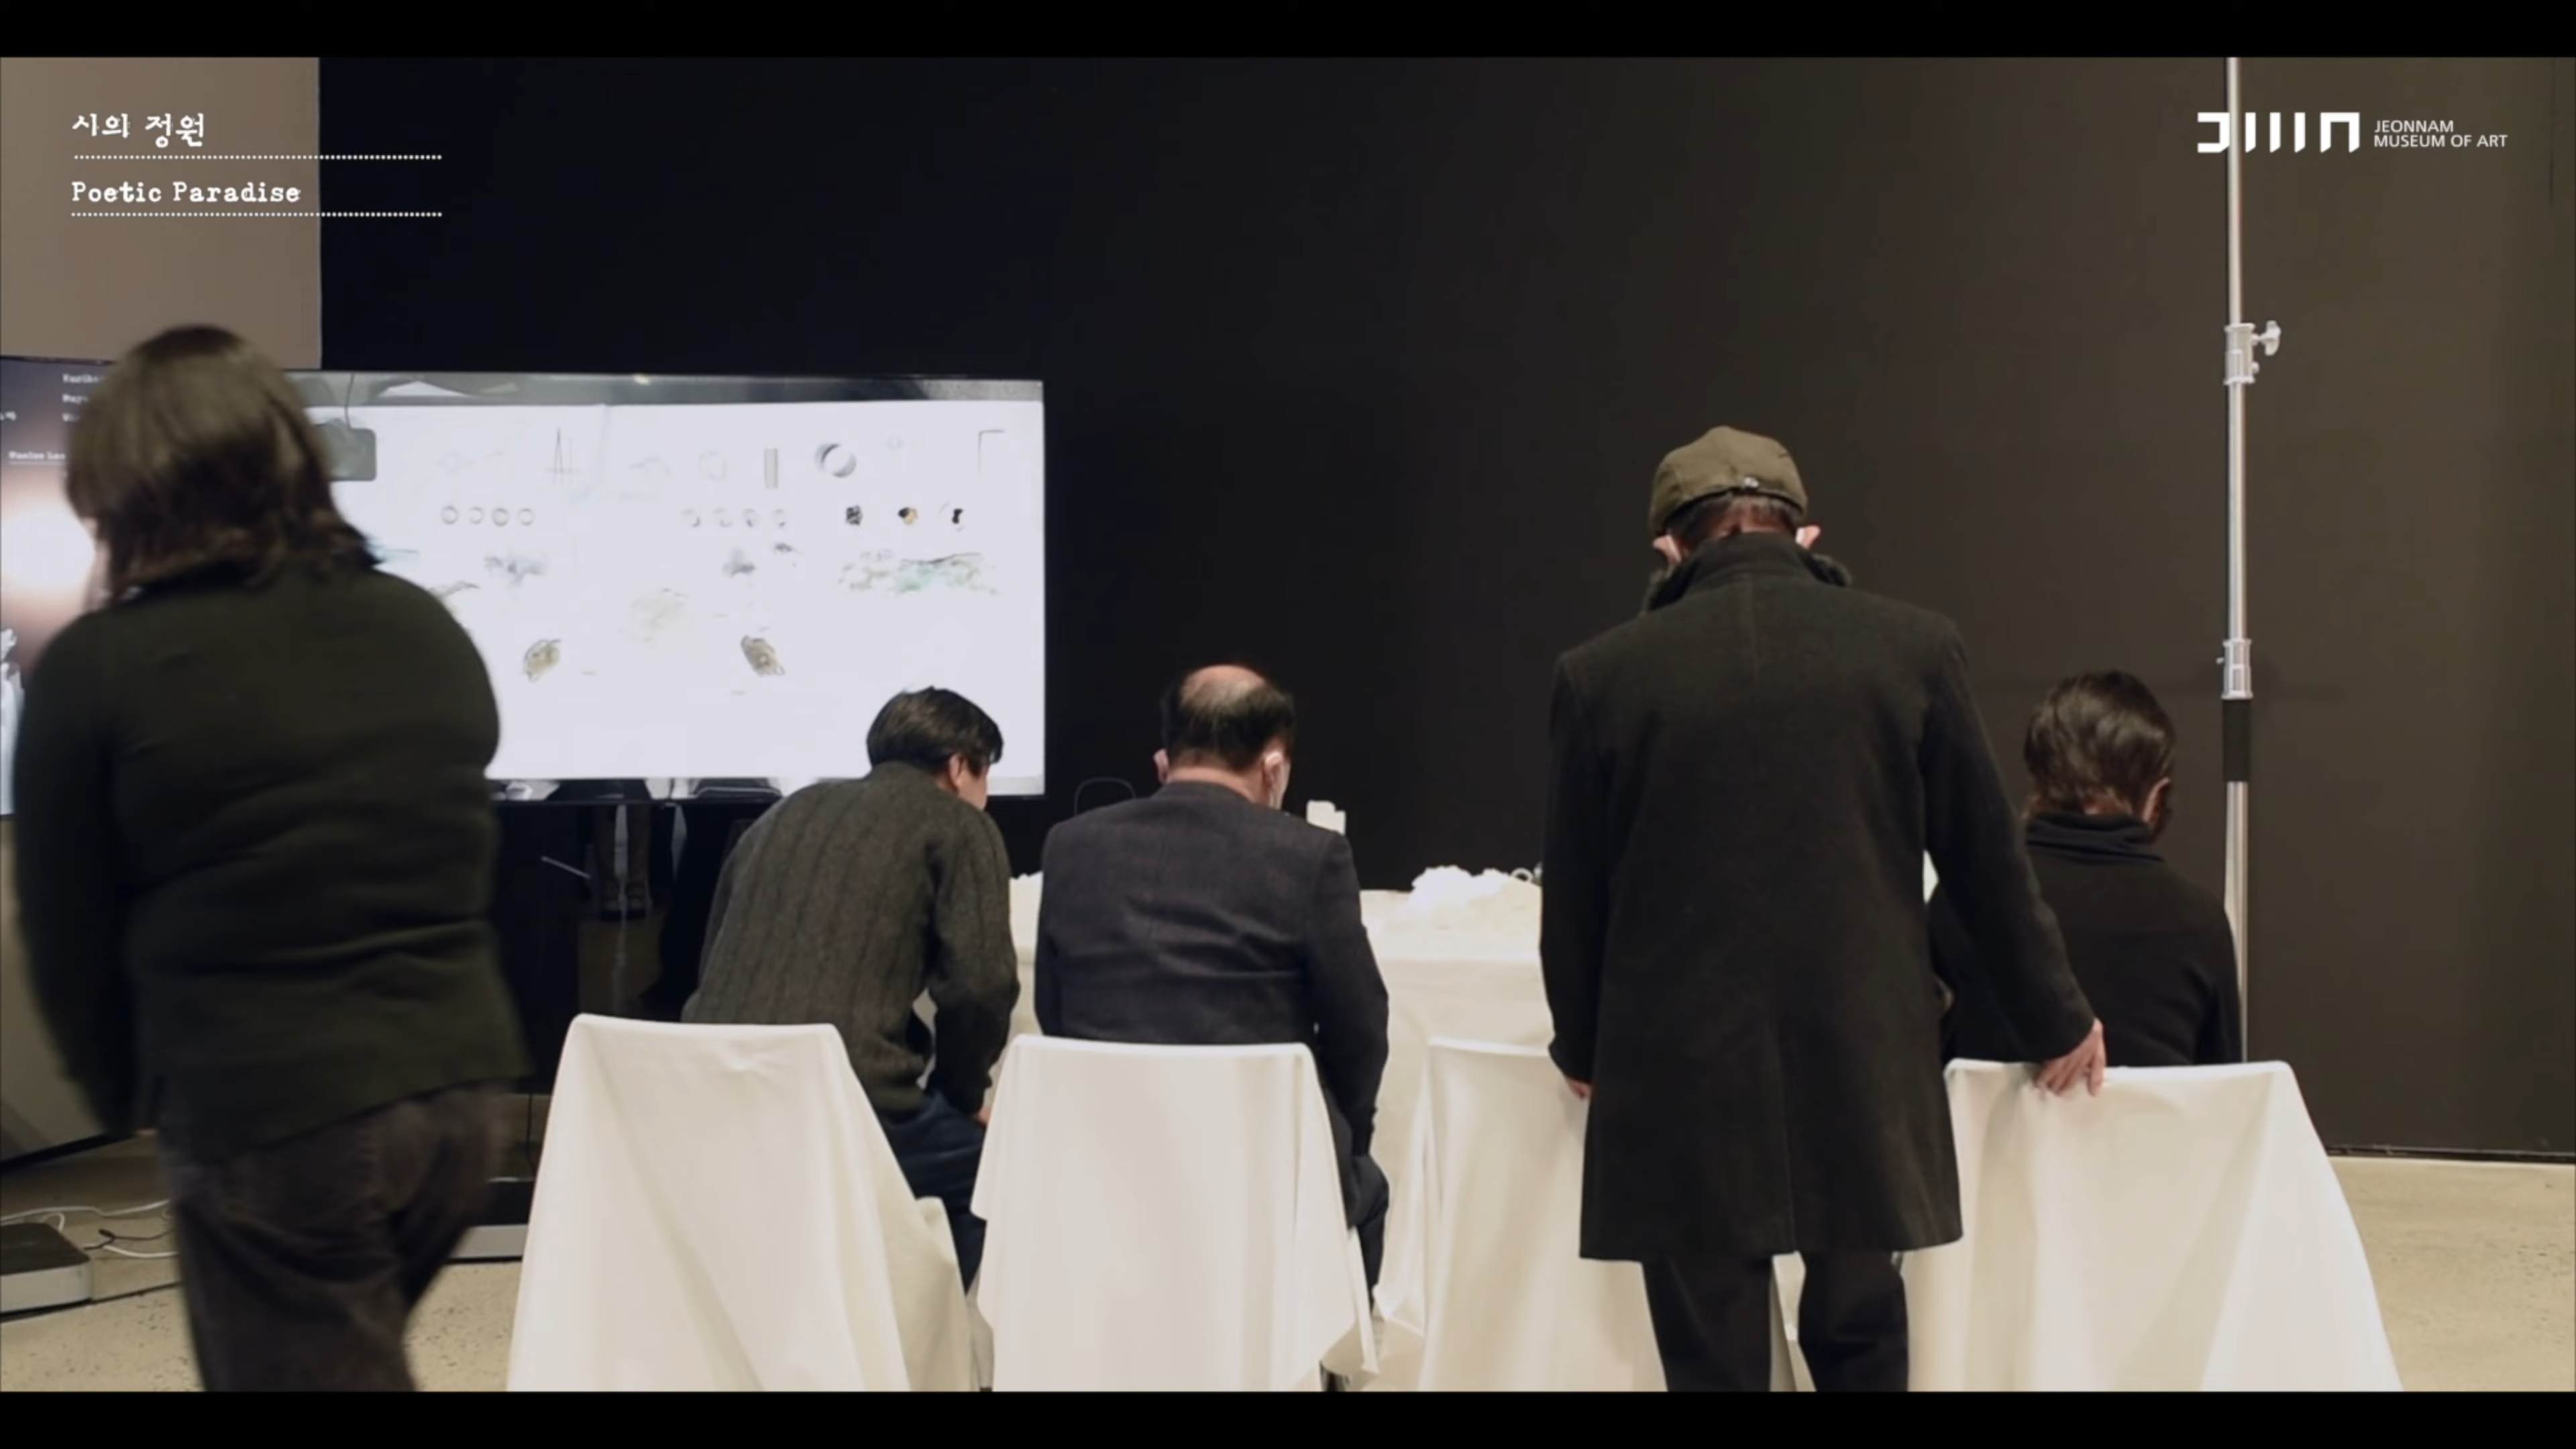 시의 정원
Poetic Paradise
JEONNAM
MUSEUM OF ART